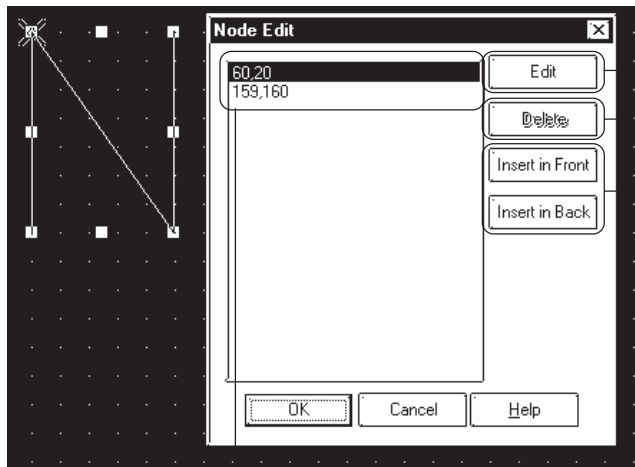 Node Edit
60,20
159,160
Edit
Delete
Insert in Front
Insert in Back
OK
Cancel
Help